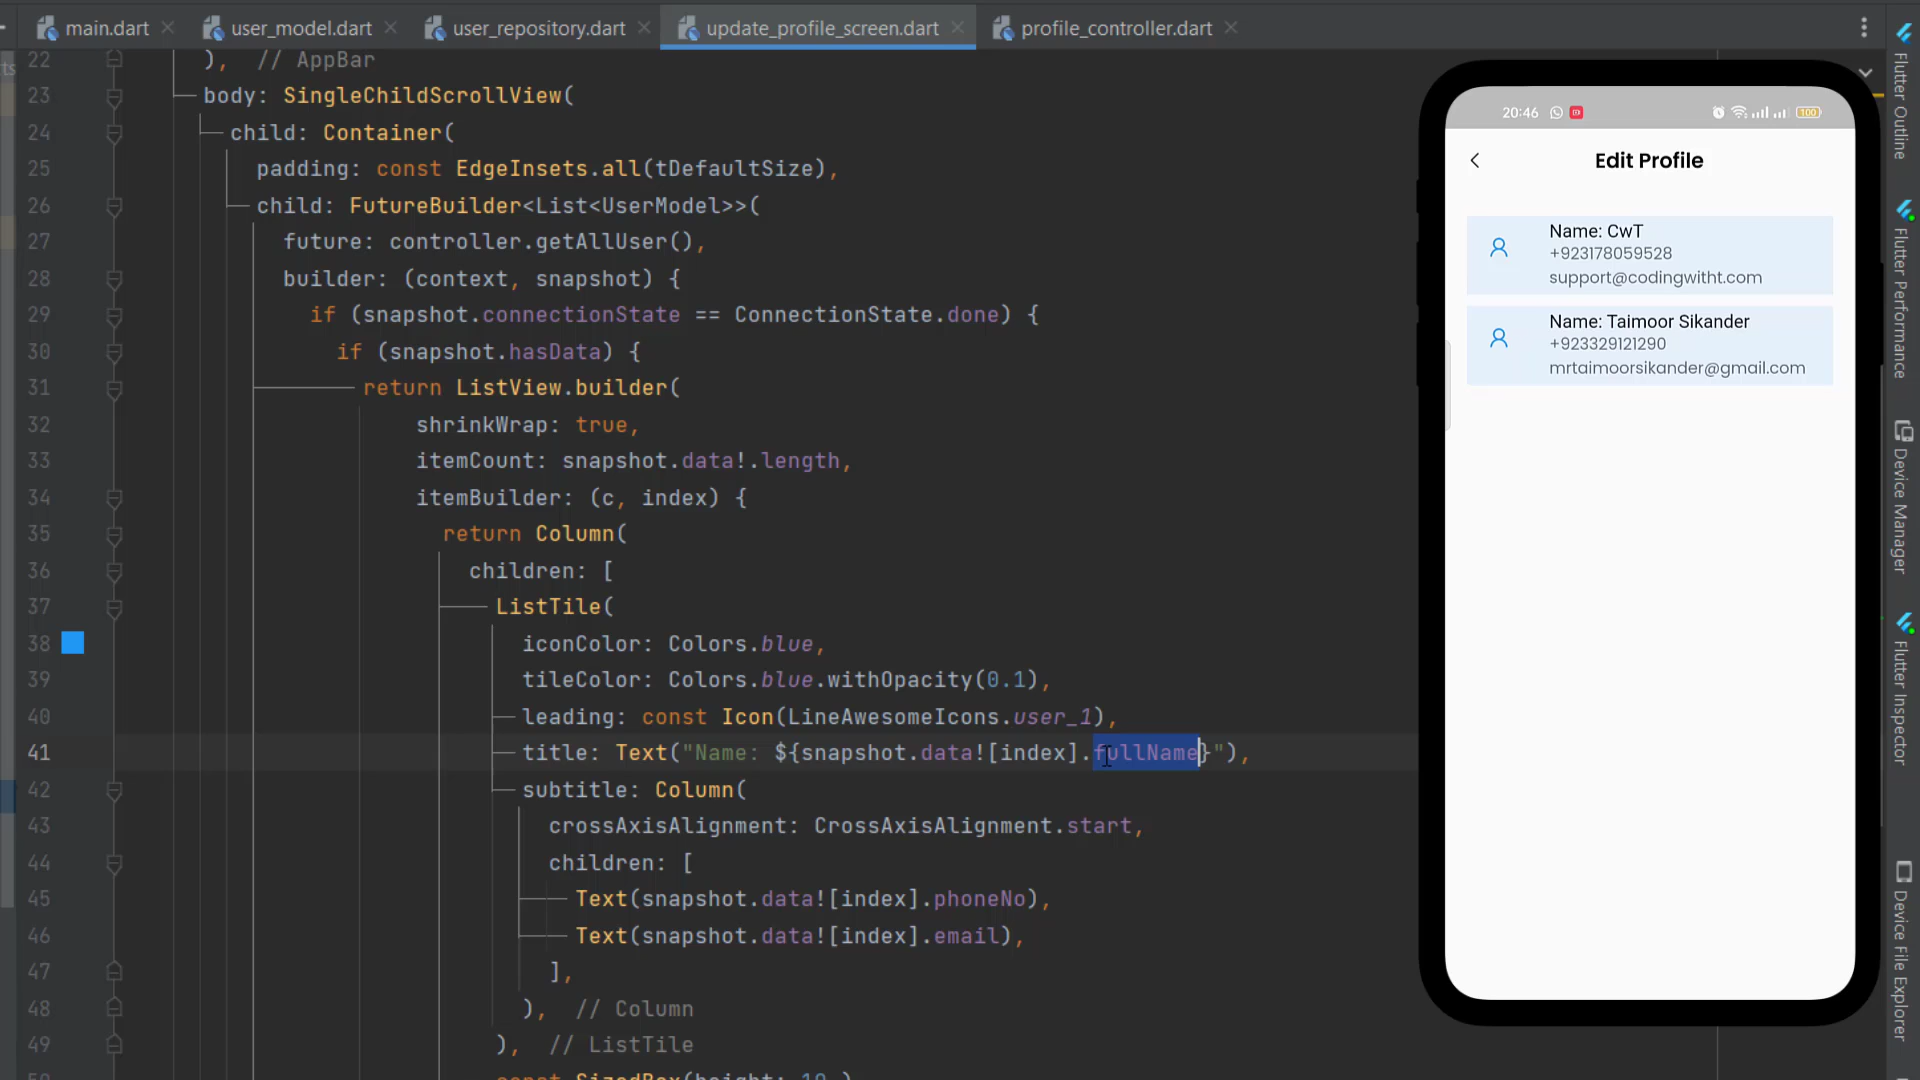 main.dart
user_model.dart
user_repository.dart
update_profile_screen.dart
profile_controller.dart
22 ), // AppBar
23 body: SingleChildScrollView(
24 child: Container(
25 padding: const EdgeInsets.all(tDefaultSize),
26 child: FutureBuilder<List<UserModel>>(
27 future: controller.getAllUser(),
28 builder: (context, snapshot) {
29 if (snapshot.connectionState == ConnectionState.done) {
30 if (snapshot.hasData) {
31 return ListView.builder(
32 shrinkWrap: true,
33 itemCount: snapshot.data!.length,
34 itemBuilder: (c, index) {
35 return Column(
36 children: [
37 ListTile(
38 iconColor: Colors.blue,
39 tileColor: Colors.blue.withOpacity(0.1),
40 leading: const Icon(LineAwesomeIcons.user_1),
41 title: Text("Name: ${snapshot.data![index].fullName}"),
42 subtitle: Column(
43 crossAxisAlignment: CrossAxisAlignment.start,
44 children: [
45 Text(snapshot.data![index].phoneNo),
46 Text(snapshot.data![index].email),
47 ],
48 ), // Column
49 ), // ListTile
50 const SizedBox(height: 10,)
20:46
100
Edit Profile
Name: CwT
+923178059528
support@codingwitht.com
Name: Taimoor Sikander
+923329121290
mrtaimoorsikander@gmail.com
Flutter Outline
Flutter Performance
Device Manager
Flutter Inspector
Device File Explorer